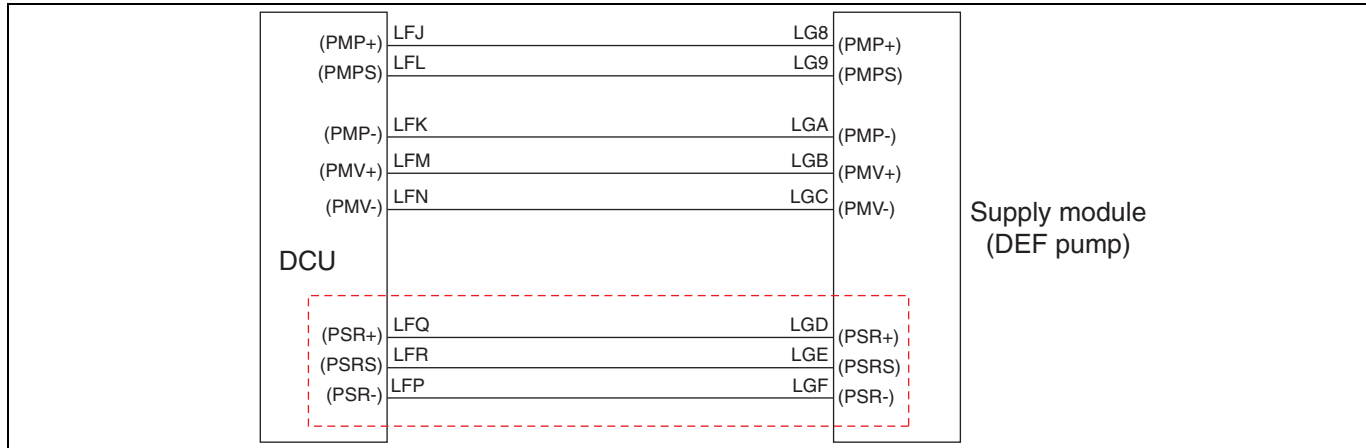 (PMP+) LFJ LG8 (PMP+)
(PMPS) LFL LG9 (PMPS)
(PMP-) LFK LGA (PMP-)
(PMV+) LFM LGB (PMV+)
(PMV-) LFN LGC (PMV-)
Supply module
(DEF pump)
DCU
(PSR+) LFQ LGD (PSR+)
(PSRS) LFR LGE (PSRS)
(PSR-) LFP LGF (PSR-)